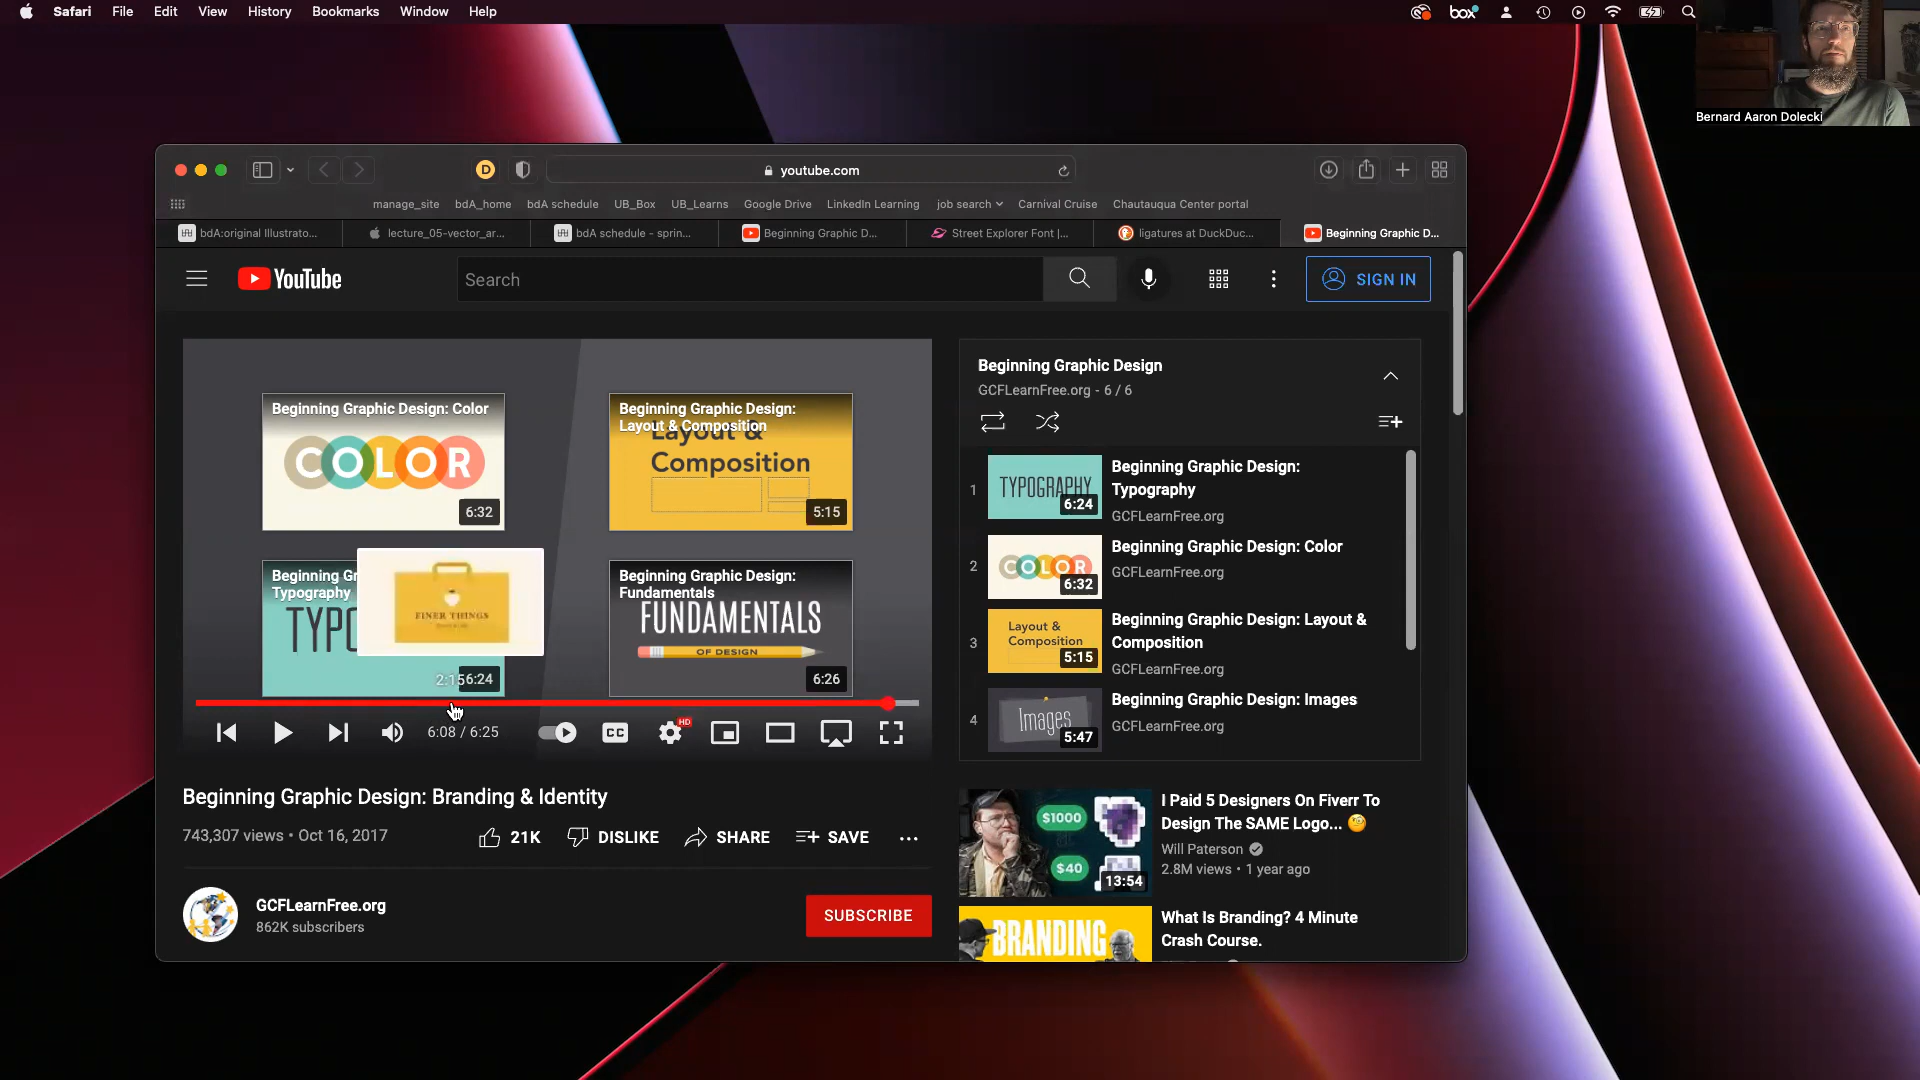 Safari File Edit View History Bookmarks Window Help
box
Bernard Aaron Dolecki
D
youtube.com
manage_site bdA_home bdA schedule UB_Box UB_Learns Google Drive LinkedIn Learning job search Carnival Cruise Chautauqua Center portal
bdA:original Illustrato... lecture_05-vector_ar... bdA schedule - sprin... Beginning Graphic D... Street Explorer Font |... ligatures at DuckDuc... Beginning Graphic D...
YouTube
Search
SIGN IN
Beginning Graphic Design: Color
COLOR
6:32
Beginning Graphic Design:
Layout & Composition
Layout &
Composition
5:15
Beginning Gr
Typography
TYPO
FINER THINGS
2:15
6:24
Beginning Graphic Design:
Fundamentals
FUNDAMENTALS
OF DESIGN
6:26
6:08 / 6:25
CC
HD
Beginning Graphic Design: Branding & Identity
743,307 views • Oct 16, 2017
21K DISLIKE SHARE SAVE
GCFLearnFree.org
862K subscribers
SUBSCRIBE
Beginning Graphic Design
GCFLearnFree.org - 6 / 6
1
TYPOGRAPHY
6:24
Beginning Graphic Design:
Typography
GCFLearnFree.org
2
COLOR
6:32
Beginning Graphic Design: Color
GCFLearnFree.org
3
Layout &
Composition
5:15
Beginning Graphic Design: Layout &
Composition
GCFLearnFree.org
4
Images
5:47
Beginning Graphic Design: Images
GCFLearnFree.org
$1000
$40
13:54
I Paid 5 Designers On Fiverr To
Design The SAME Logo... 🧐
Will Paterson
2.8M views • 1 year ago
BRANDING
What Is Branding? 4 Minute
Crash Course.